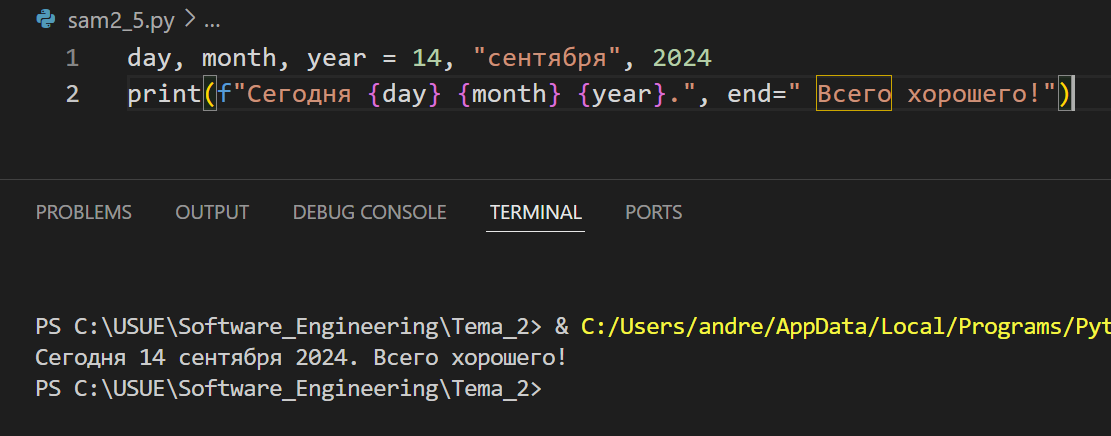 sam2_5.py > ...
1 day, month, year = 14, "сентября", 2024
2 print(f"Сегодня {day} {month} {year}.", end=" Всего хорошего!")
PROBLEMS OUTPUT DEBUG CONSOLE TERMINAL PORTS
PS C:\USUE\Software_Engineering\Tema_2> & C:/Users/andre/AppData/Local/Programs/Pyt
Сегодня 14 сентября 2024. Всего хорошего!
PS C:\USUE\Software_Engineering\Tema_2>